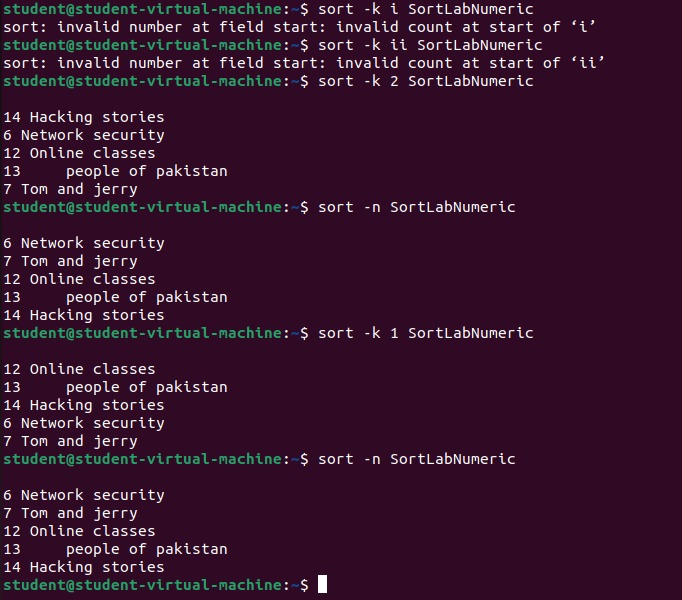 student@student-virtual-machine:~$ sort -k i SortLabNumeric
sort: invalid number at field start: invalid count at start of ‘i’
student@student-virtual-machine:~$ sort -k ii SortLabNumeric
sort: invalid number at field start: invalid count at start of ‘ii’
student@student-virtual-machine:~$ sort -k 2 SortLabNumeric

14 Hacking stories
6 Network security
12 Online classes
13     people of pakistan
7 Tom and jerry
student@student-virtual-machine:~$ sort -n SortLabNumeric

6 Network security
7 Tom and jerry
12 Online classes
13     people of pakistan
14 Hacking stories
student@student-virtual-machine:~$ sort -k 1 SortLabNumeric

12 Online classes
13     people of pakistan
14 Hacking stories
6 Network security
7 Tom and jerry
student@student-virtual-machine:~$ sort -n SortLabNumeric

6 Network security
7 Tom and jerry
12 Online classes
13     people of pakistan
14 Hacking stories
student@student-virtual-machine:~$